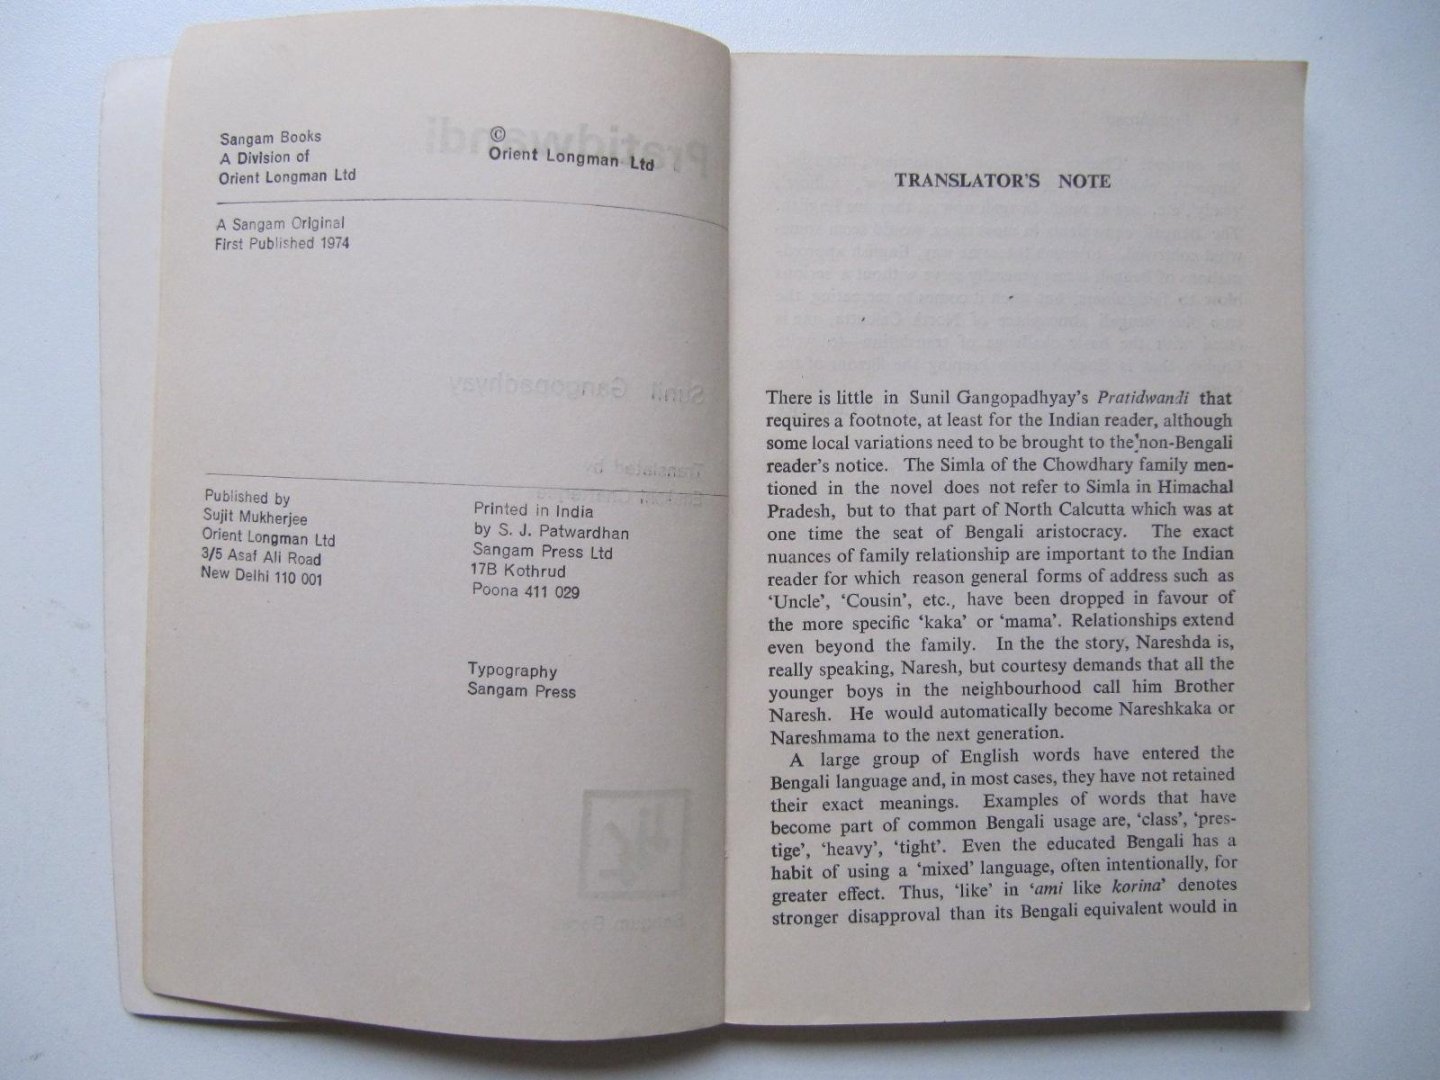 Sangam Books
A Division of
Orient Longman Ltd
©
Orient Longman Ltd
A Sangam Original
First Published 1974
Published by
Sujit Mukherjee
Orient Longman Ltd
3/5 Asaf Ali Road
New Delhi 110 001
Printed in India
by S. J. Patwardhan
Sangam Press Ltd
17B Kothrud
Poona 411 029
Typography
Sangam Press
TRANSLATOR'S NOTE
There is little in Sunil Gangopadhyay's Pratidwandi that
requires a footnote, at least for the Indian reader, although
some local variations need to be brought to the non-Bengali
reader's notice. The Simla of the Chowdhary family men-
tioned in the novel does not refer to Simla in Himachal
Pradesh, but to that part of North Calcutta which was at
one time the seat of Bengali aristocracy. The exact
nuances of family relationship are important to the Indian
reader for which reason general forms of address such as
'Uncle', 'Cousin', etc., have been dropped in favour of
the more specific 'kaka' or 'mama'. Relationships extend
even beyond the family. In the the story, Nareshda is,
really speaking, Naresh, but courtesy demands that all the
younger boys in the neighbourhood call him Brother
Naresh. He would automatically become Nareshkaka or
Nareshmama to the next generation.
A large group of English words have entered the
Bengali language and, in most cases, they have not retained
their exact meanings. Examples of words that have
become part of common Bengali usage are, 'class', 'pres-
tige', 'heavy', 'tight'. Even the educated Bengali has a
habit of using a 'mixed' language, often intentionally, for
greater effect. Thus, 'like' in 'ami like korina' denotes
stronger disapproval than its Bengali equivalent would in